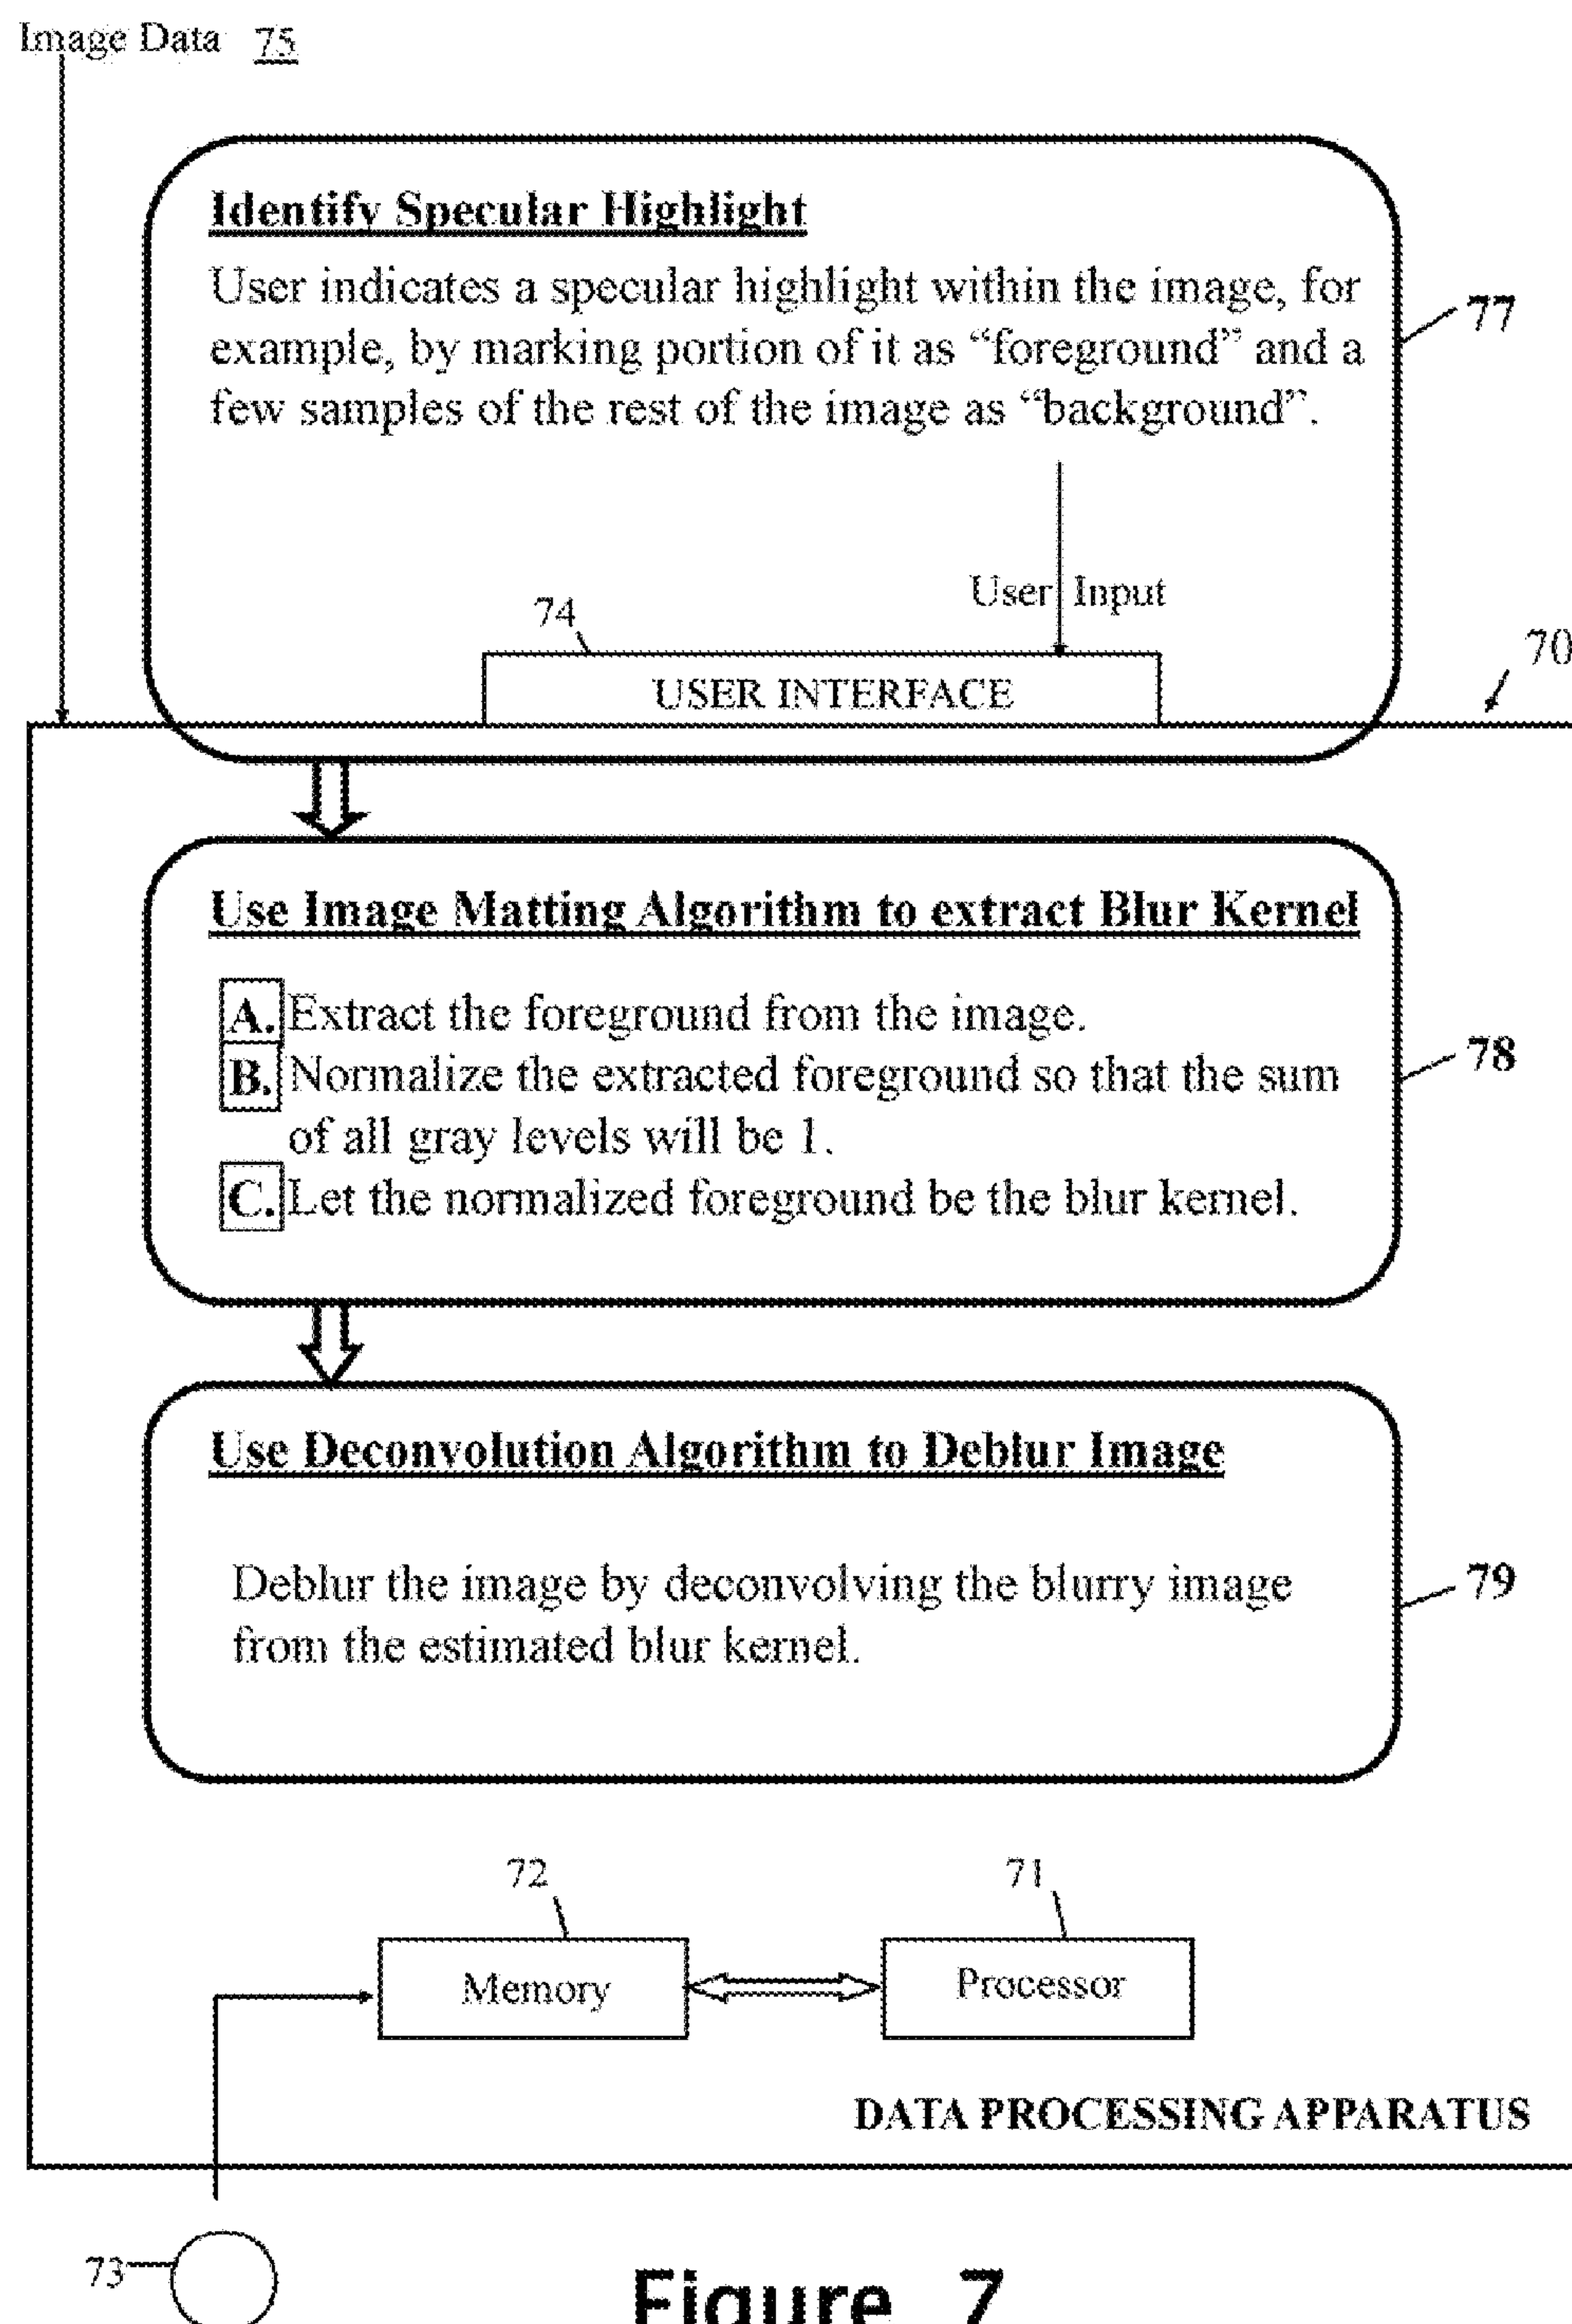 Image Data 75
Identify Specular Highlight
User indicates a specular highlight within the image, for
example, by marking portion of it as “foreground” and a
few samples of the rest of the image as “background”.
77
User Input
74
USER INTERFACE
70
Use Image Matting Algorithm to extract Blur Kernel
A. Extract the foreground from the image.
B. Normalize the extracted foreground so that the sum
of all gray levels will be 1.
C. Let the normalized foreground be the blur kernel.
78
Use Deconvolution Algorithm to Deblur Image
Deblur the image by deconvolving the blurry image
from the estimated blur kernel.
79
72
71
Memory
Processor
DATA PROCESSING APPARATUS
73
Figure 7